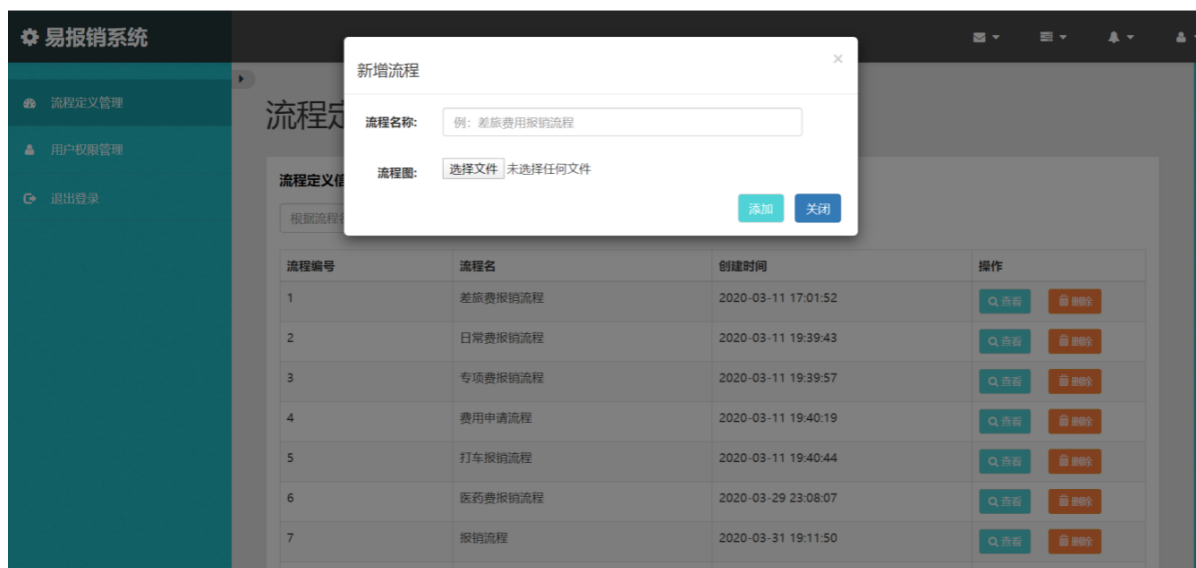 易报销系统
流程定义管理
用户权限管理
退出登录
新增流程
×
流程名称:
例：差旅费用报销流程
流程图:
选择文件 未选择任何文件
添加 关闭
流程定
流程定义信
根据流程名
流程编号 流程名 创建时间 操作
1 差旅费报销流程 2020-03-11 17:01:52 查看 删除
2 日常费报销流程 2020-03-11 19:39:43 查看 删除
3 专项费报销流程 2020-03-11 19:39:57 查看 删除
4 费用申请流程 2020-03-11 19:40:19 查看 删除
5 打车报销流程 2020-03-11 19:40:44 查看 删除
6 医药费报销流程 2020-03-29 23:08:07 查看 删除
7 报销流程 2020-03-31 19:11:50 查看 删除